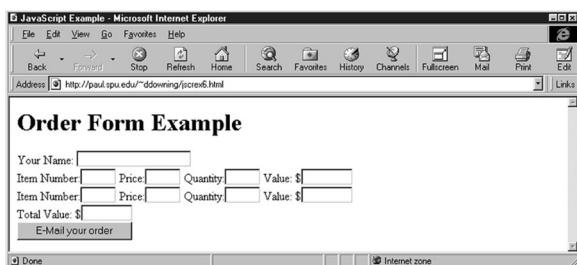 JavaScript Example - Microsoft Internet Explorer
File Edit View Go Favorites Help
Back Forward Stop Refresh Home Search Favorites History Channels Fullscreen Mail Print Edit
Address http://paul.spu.edu/~ddowning/jscrex6.html Links
Order Form Example
Your Name:
Item Number: Price: Quantity: Value: $
Item Number: Price: Quantity: Value: $
Total Value: $
E-Mail your order
Done Internet zone